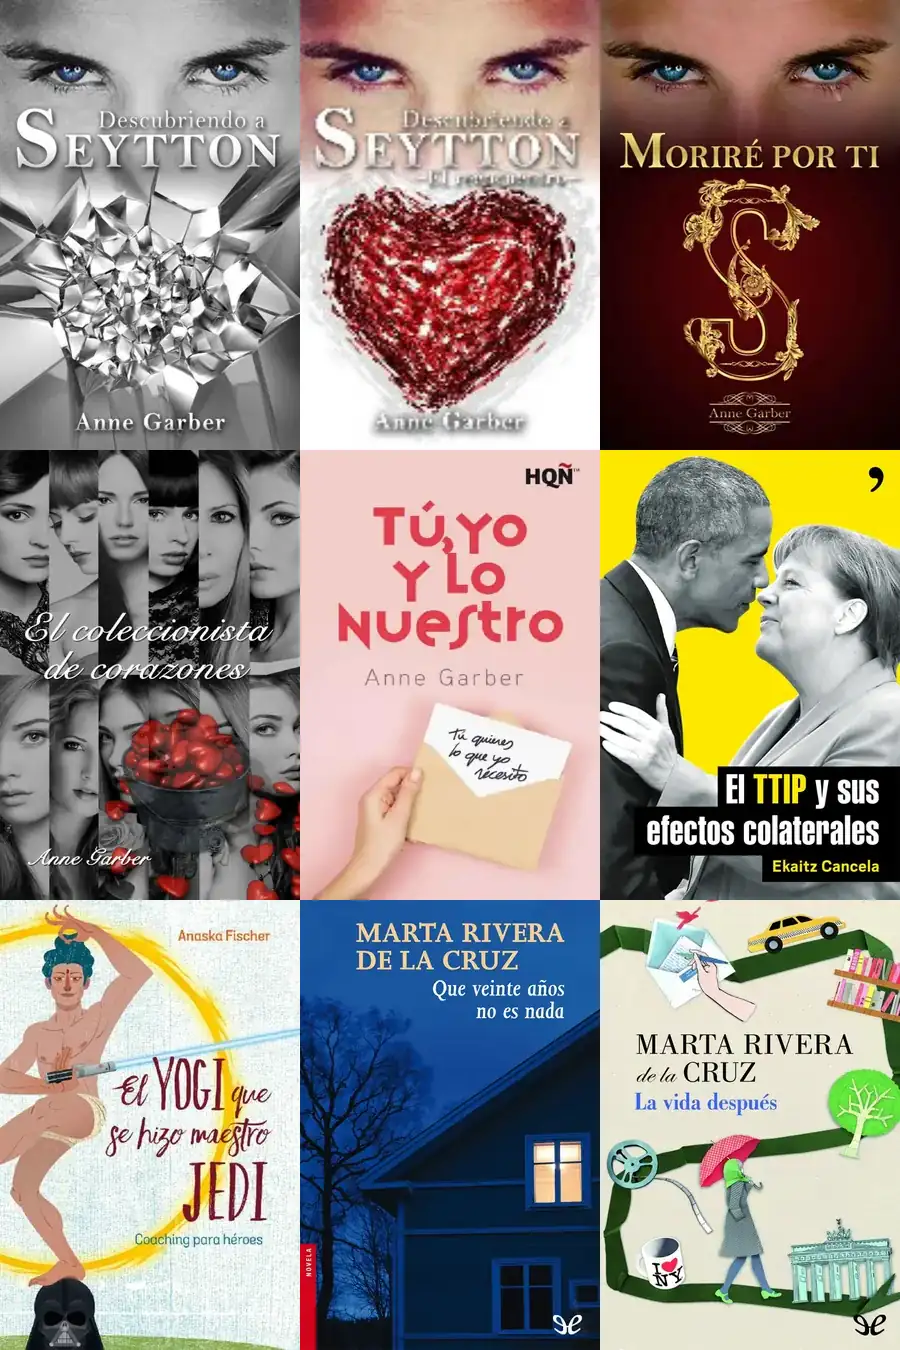 Descubriendo a
SEYTTON
Anne Garber
Descubriendo a
SEYTTON
—El reencuentro—
Anne Garber
MORIRÉ POR TI
S
Anne Garber
El coleccionista
de corazones
Anne Garber
HQÑ™
Tú, yo
y lo
nuestro
Anne Garber
Tú quieres
lo que yo
necesito
El TTIP y sus
efectos colaterales
Ekaitz Cancela
Anaska Fischer
El YOGI que
se hizo maestro
JEDI
Coaching para héroes
MARTA RIVERA
DE LA CRUZ
Que veinte años
no es nada
NOVELA
MARTA RIVERA
de la CRUZ
La vida después
I ♥
NY